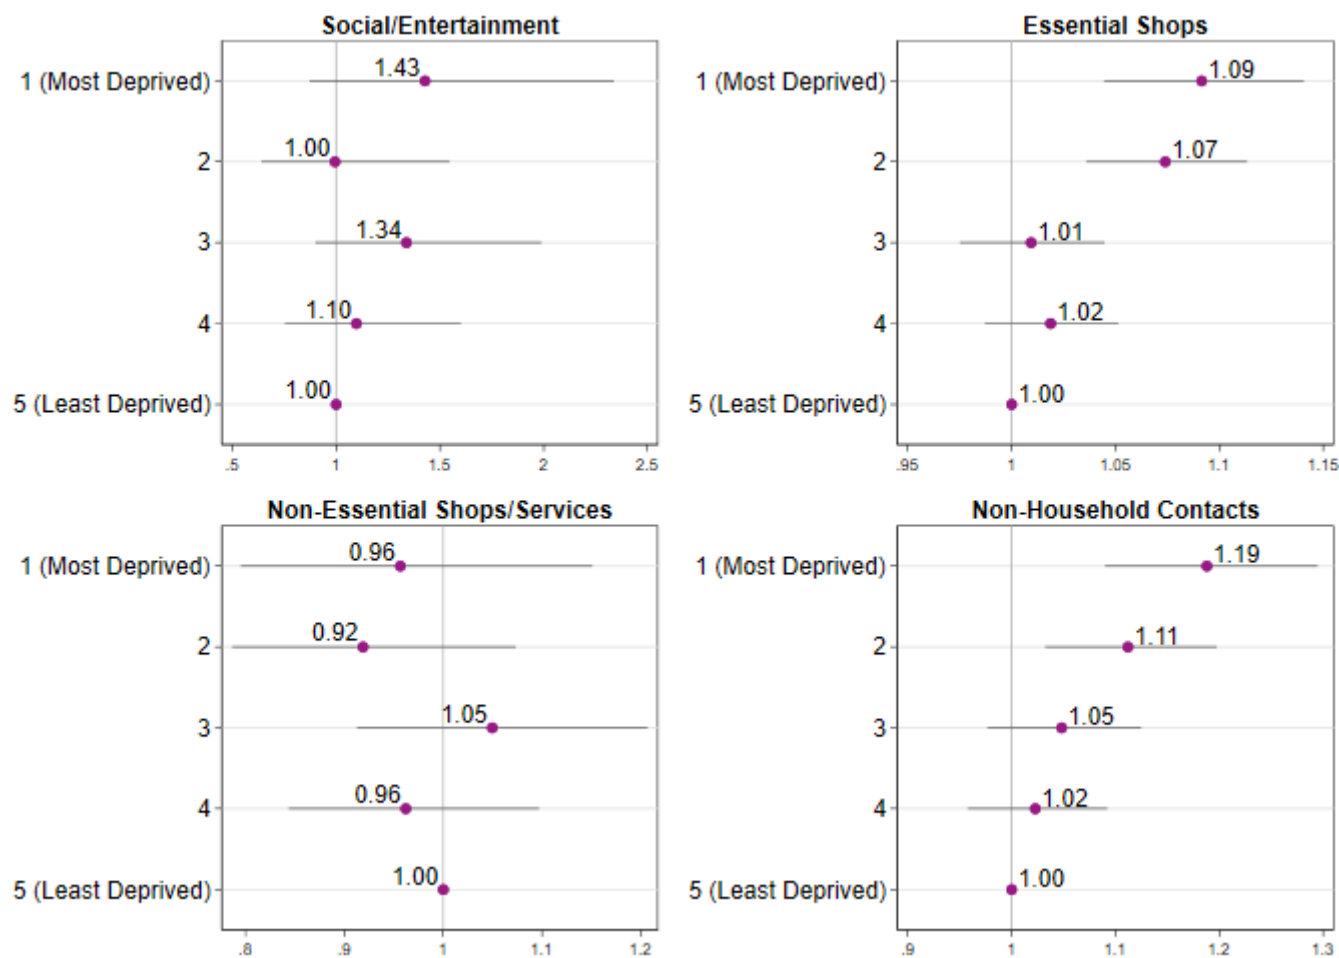 Social/Entertainment
1 (Most Deprived)
1.43
2
1.00
3
1.34
4
1.10
5 (Least Deprived)
1.00
.5 1 1.5 2 2.5
Essential Shops
1 (Most Deprived)
1.09
2
1.07
3
1.01
4
1.02
5 (Least Deprived)
1.00
.95 1 1.05 1.1 1.15
Non-Essential Shops/Services
1 (Most Deprived)
0.96
2
0.92
3
1.05
4
0.96
5 (Least Deprived)
1.00
.8 .9 1 1.1 1.2
Non-Household Contacts
1 (Most Deprived)
1.19
2
1.11
3
1.05
4
1.02
5 (Least Deprived)
1.00
.9 1 1.1 1.2 1.3